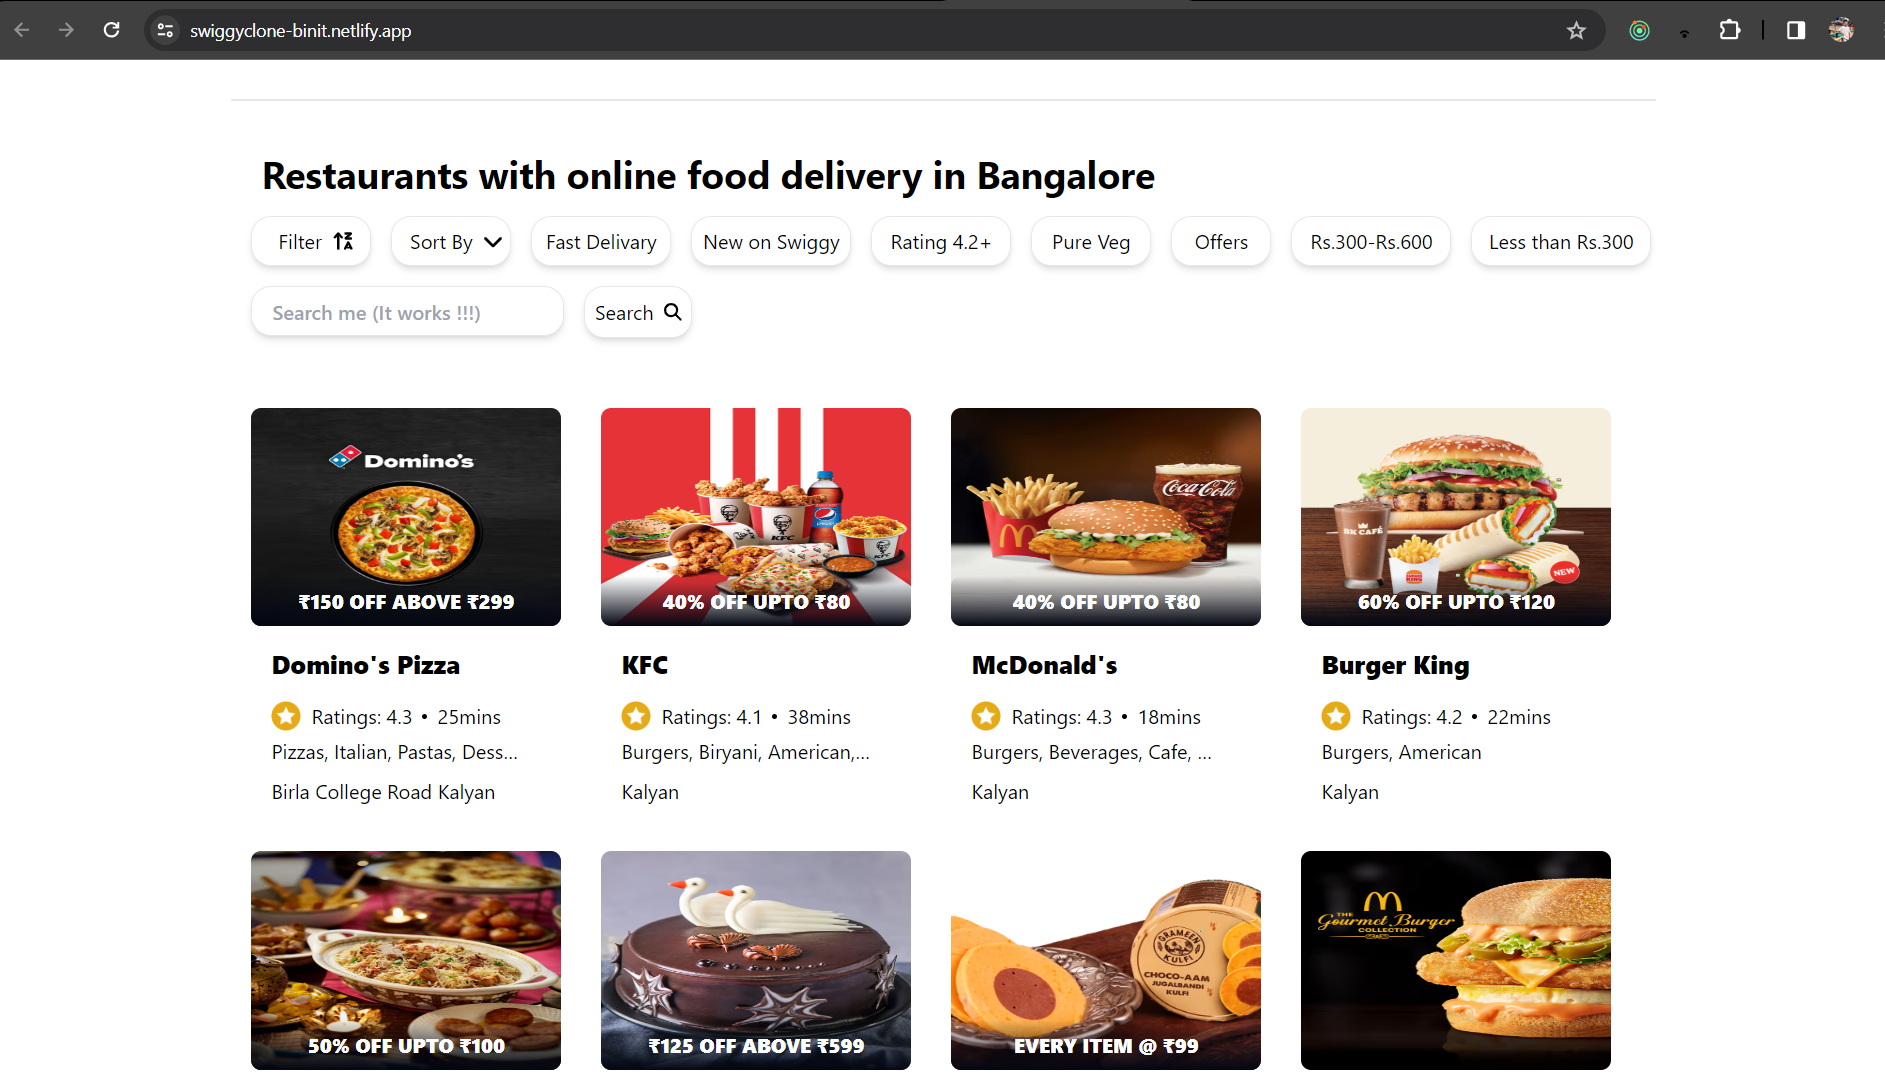 swiggyclone-binit.netlify.app
Restaurants with online food delivery in Bangalore
Filter
Sort By
Fast Delivary
New on Swiggy
Rating 4.2+
Pure Veg
Offers
Rs.300-Rs.600
Less than Rs.300
Search me (It works !!!)
Search
Domino's
₹150 OFF ABOVE ₹299
KFC
40% OFF UPTO ₹80
Coca-Cola
40% OFF UPTO ₹80
BK CAFÉ
BURGER KING
NEW
60% OFF UPTO ₹120
Domino's Pizza
Ratings: 4.3 • 25mins
Pizzas, Italian, Pastas, Dess...
Birla College Road Kalyan
KFC
Ratings: 4.1 • 38mins
Burgers, Biryani, American,...
Kalyan
McDonald's
Ratings: 4.3 • 18mins
Burgers, Beverages, Cafe, ...
Kalyan
Burger King
Ratings: 4.2 • 22mins
Burgers, American
Kalyan
50% OFF UPTO ₹100
₹125 OFF ABOVE ₹599
GRAMEEN
KULFI
CHOCO-AAM
JUGALBANDI
KULFI
EVERY ITEM @ ₹99
THE
Gourmet Burger
COLLECTION